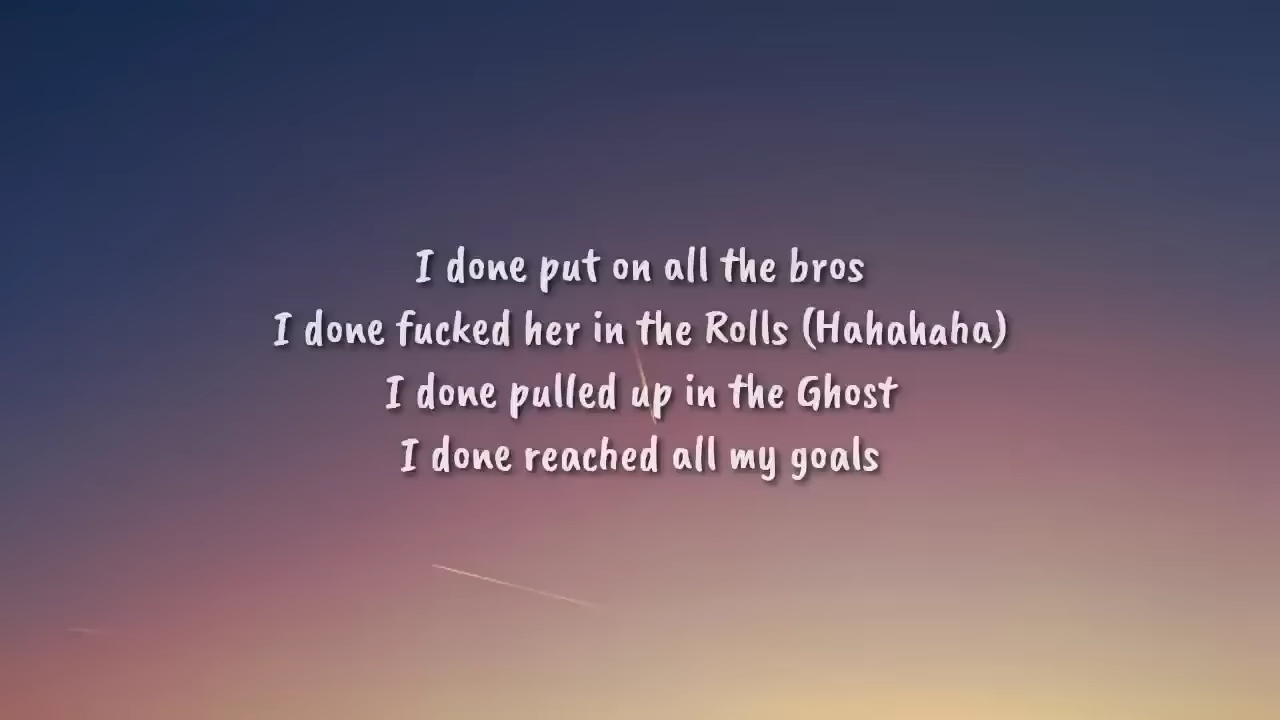 I done put on all the bros
I done fucked her in the Rolls (Hahahaha)
I done pulled up in the Ghost
I done reached all my goals